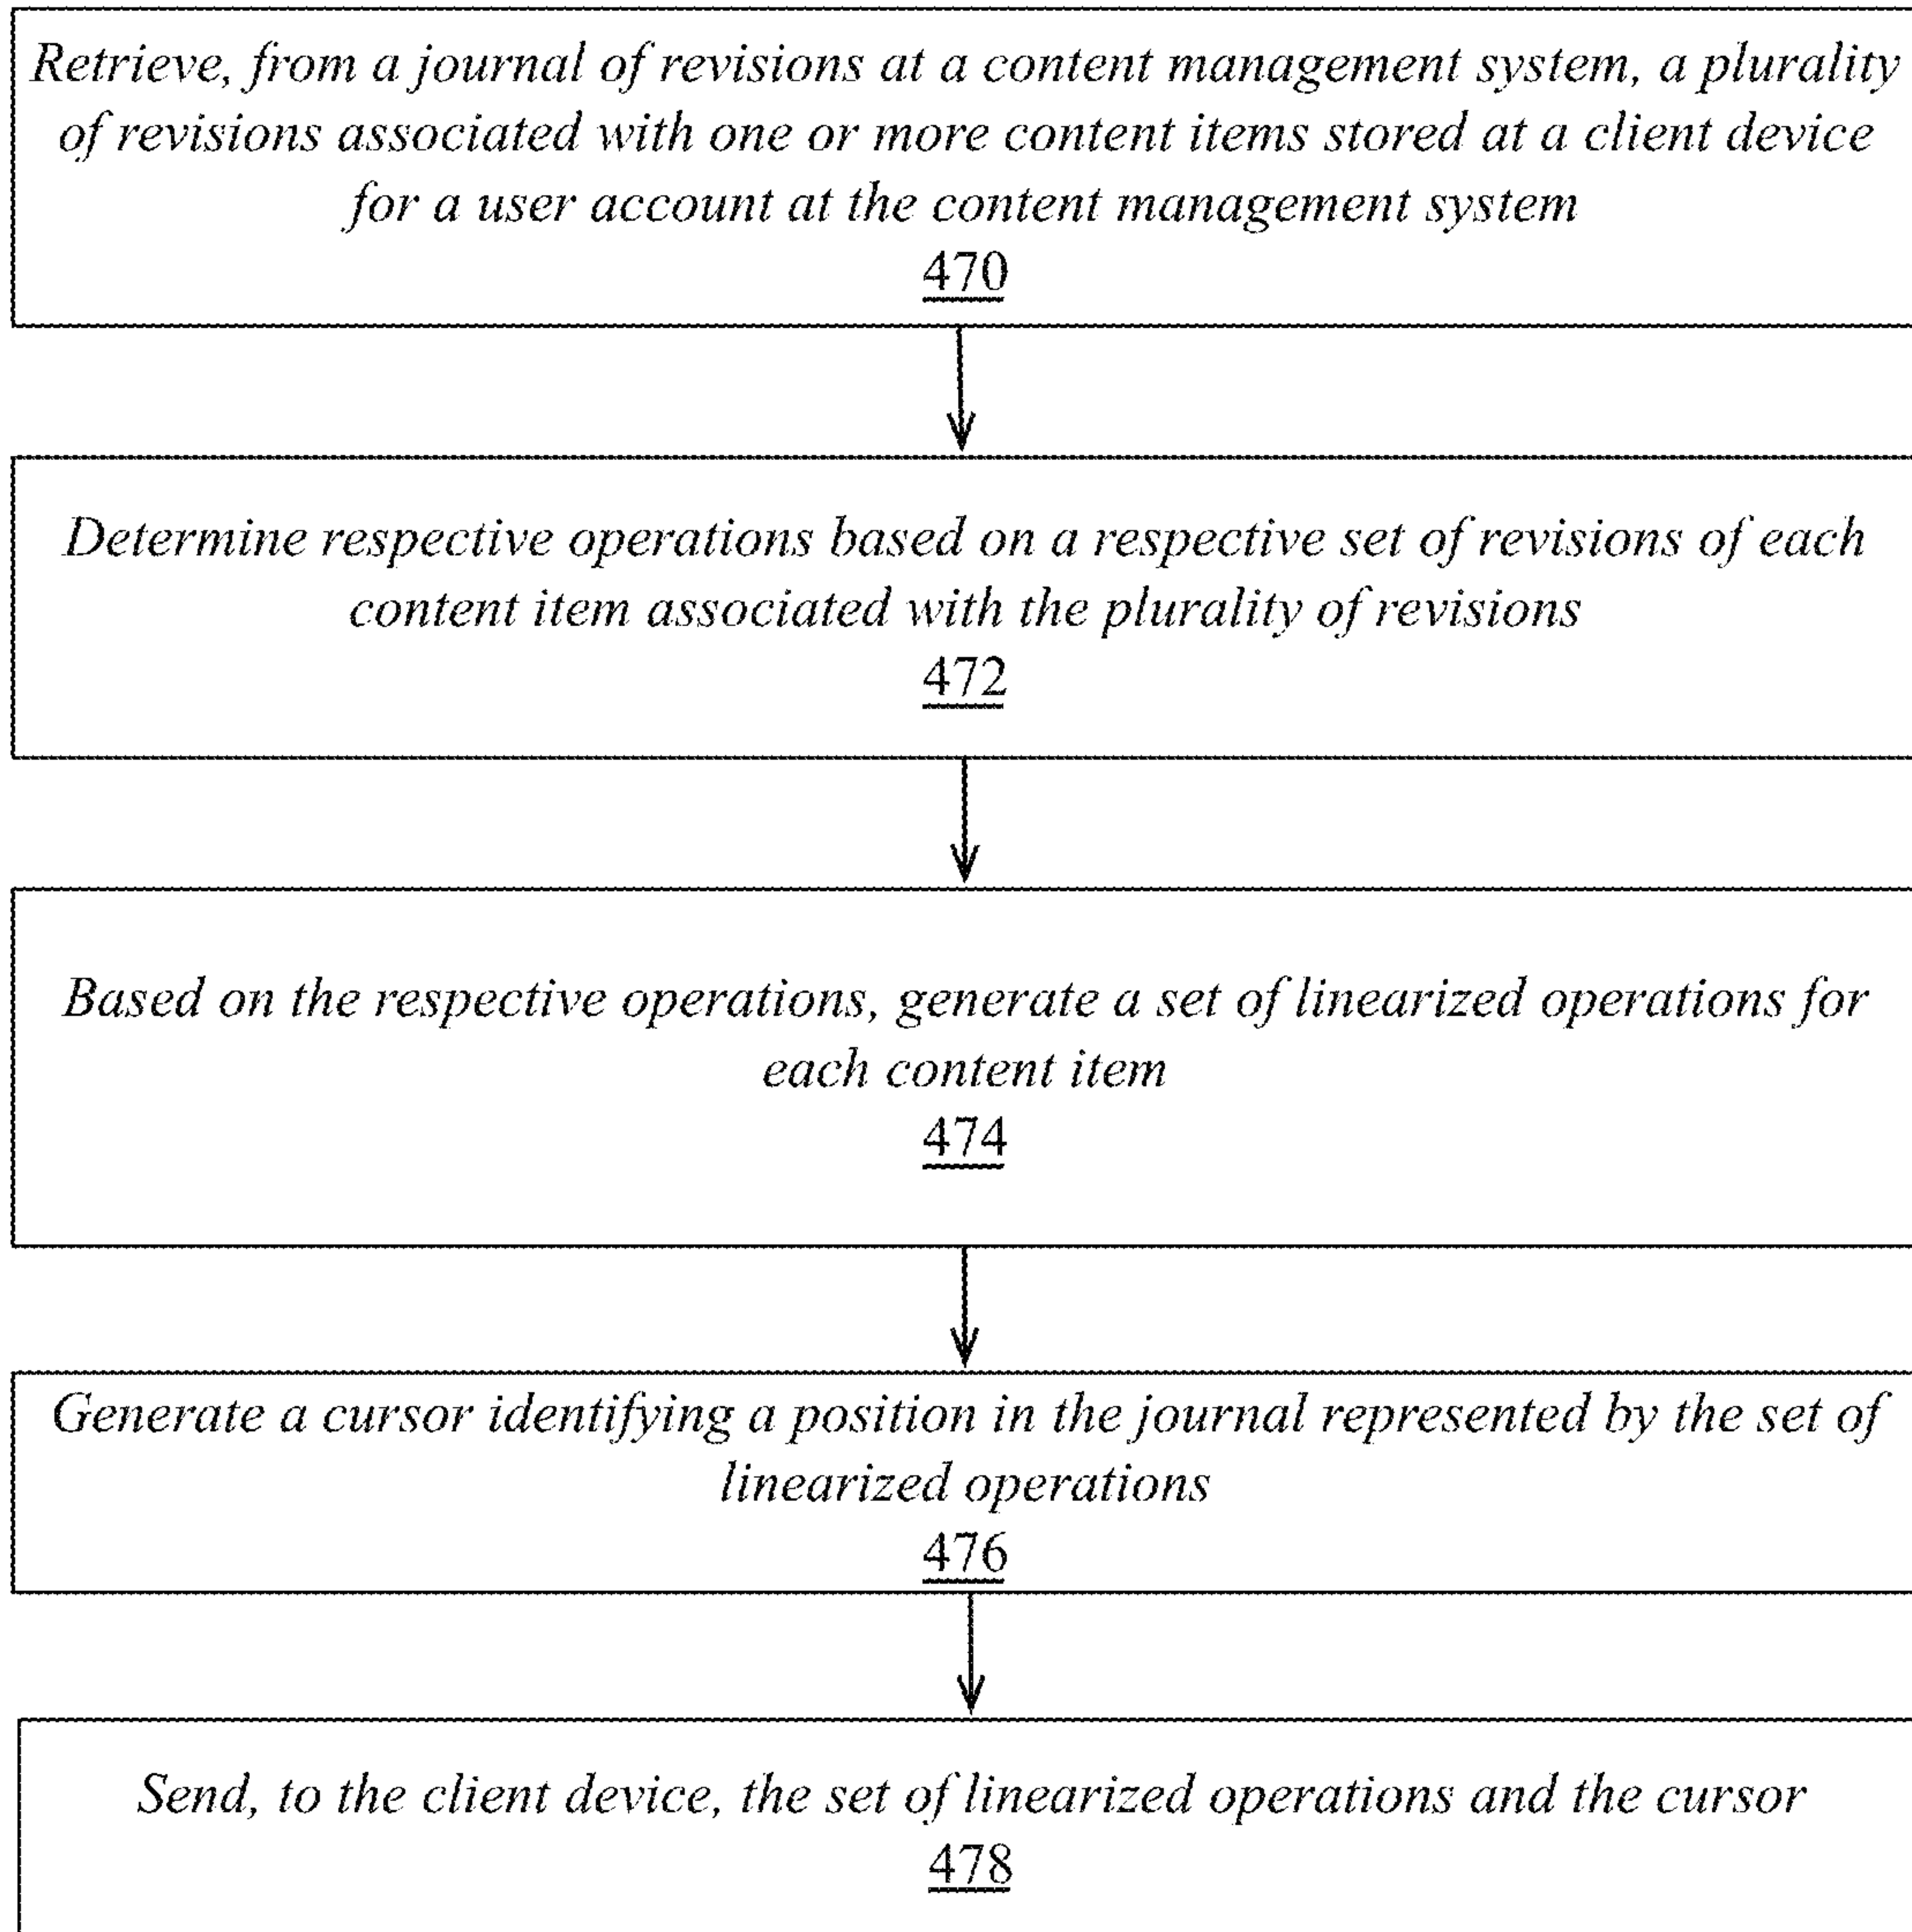 Retrieve, from a journal of revisions at a content management system, a plurality
of revisions associated with one or more content items stored at a client device
for a user account at the content management system
470
Determine respective operations based on a respective set of revisions of each
content item associated with the plurality of revisions
472
Based on the respective operations, generate a set of linearized operations for
each content item
474
Generate a cursor identifying a position in the journal represented by the set of
linearized operations
476
Send, to the client device, the set of linearized operations and the cursor
478